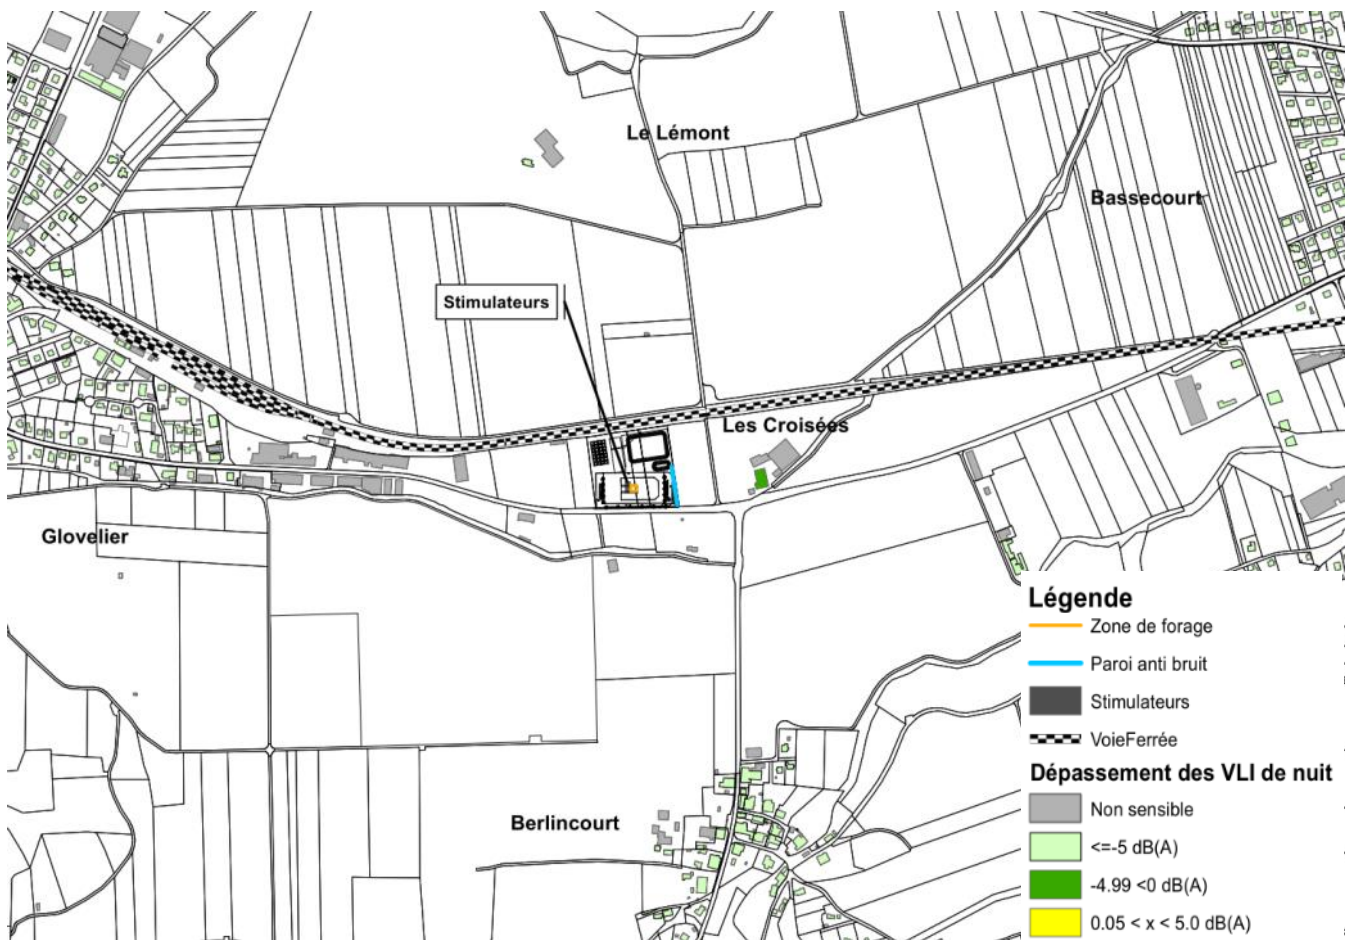 Le Lémont
Bassecourt
Stimulateurs
Les Croisées
Glovelier
Berlincourt
Légende
Zone de forage
Paroi anti bruit
Stimulateurs
VoieFerrée
Dépassement des VLI de nuit
Non sensible
<=-5 dB(A)
-4.99 <0 dB(A)
0.05 < x < 5.0 dB(A)